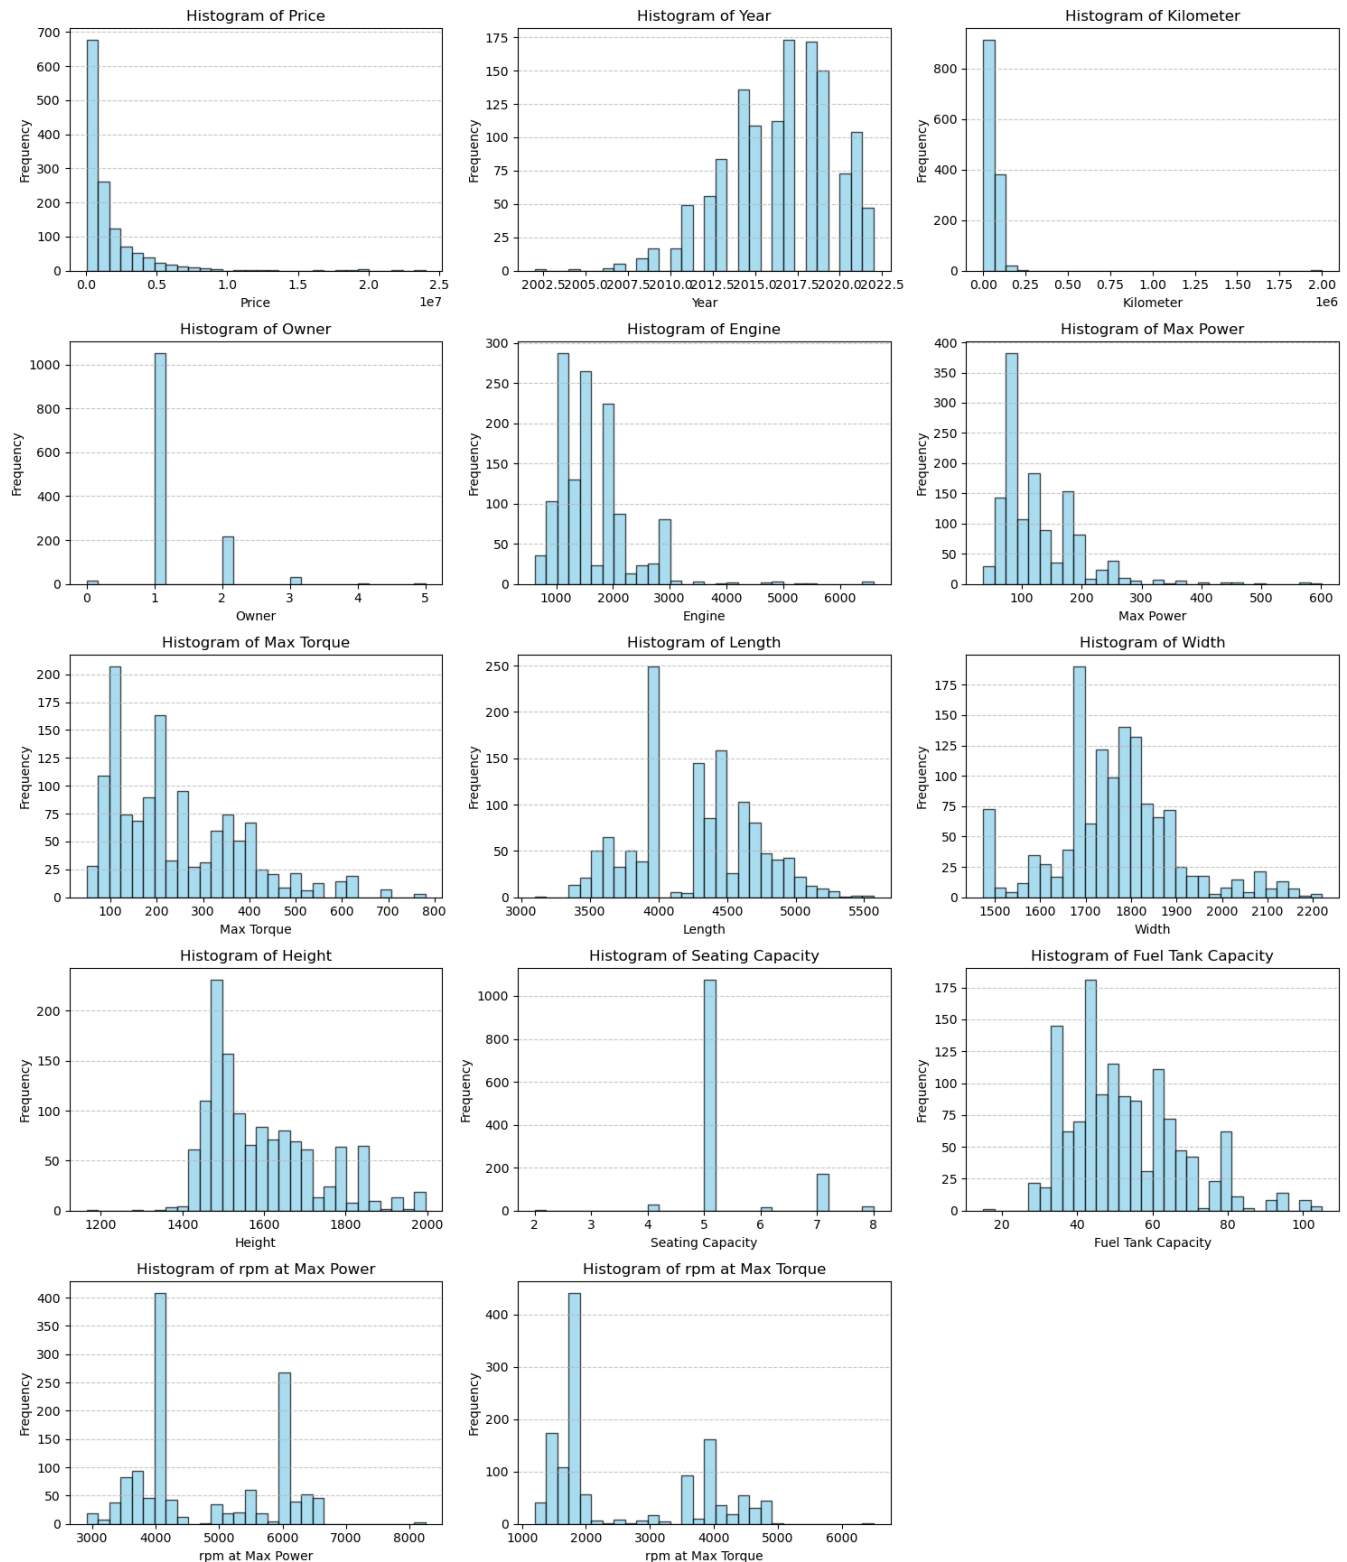 Histogram of Price
Frequency
700
600
500
400
300
200
100
0
0.0 0.5 1.0 1.5 2.0 2.5
1e7
Price
Histogram of Year
Frequency
175
150
125
100
75
50
25
0
2002.5 2005.0 2007.5 2010.0 2012.5 2015.0 2017.5 2020.0 2022.5
Year
Histogram of Kilometer
Frequency
800
600
400
200
0
0.00 0.25 0.50 0.75 1.00 1.25 1.50 1.75 2.00
1e6
Kilometer
Histogram of Owner
Frequency
1000
800
600
400
200
0
0 1 2 3 4 5
Owner
Histogram of Engine
Frequency
300
250
200
150
100
50
0
1000 2000 3000 4000 5000 6000
Engine
Histogram of Max Power
Frequency
400
350
300
250
200
150
100
50
0
100 200 300 400 500 600
Max Power
Histogram of Max Torque
Frequency
200
175
150
125
100
75
50
25
0
100 200 300 400 500 600 700 800
Max Torque
Histogram of Length
Frequency
250
200
150
100
50
0
3000 3500 4000 4500 5000 5500
Length
Histogram of Width
Frequency
175
150
125
100
75
50
25
0
1500 1600 1700 1800 1900 2000 2100 2200
Width
Histogram of Height
Frequency
200
150
100
50
0
1200 1400 1600 1800 2000
Height
Histogram of Seating Capacity
Frequency
1000
800
600
400
200
0
2 3 4 5 6 7 8
Seating Capacity
Histogram of Fuel Tank Capacity
Frequency
175
150
125
100
75
50
25
0
20 40 60 80 100
Fuel Tank Capacity
Histogram of rpm at Max Power
Frequency
400
350
300
250
200
150
100
50
0
3000 4000 5000 6000 7000 8000
rpm at Max Power
Histogram of rpm at Max Torque
Frequency
400
300
200
100
0
1000 2000 3000 4000 5000 6000
rpm at Max Torque